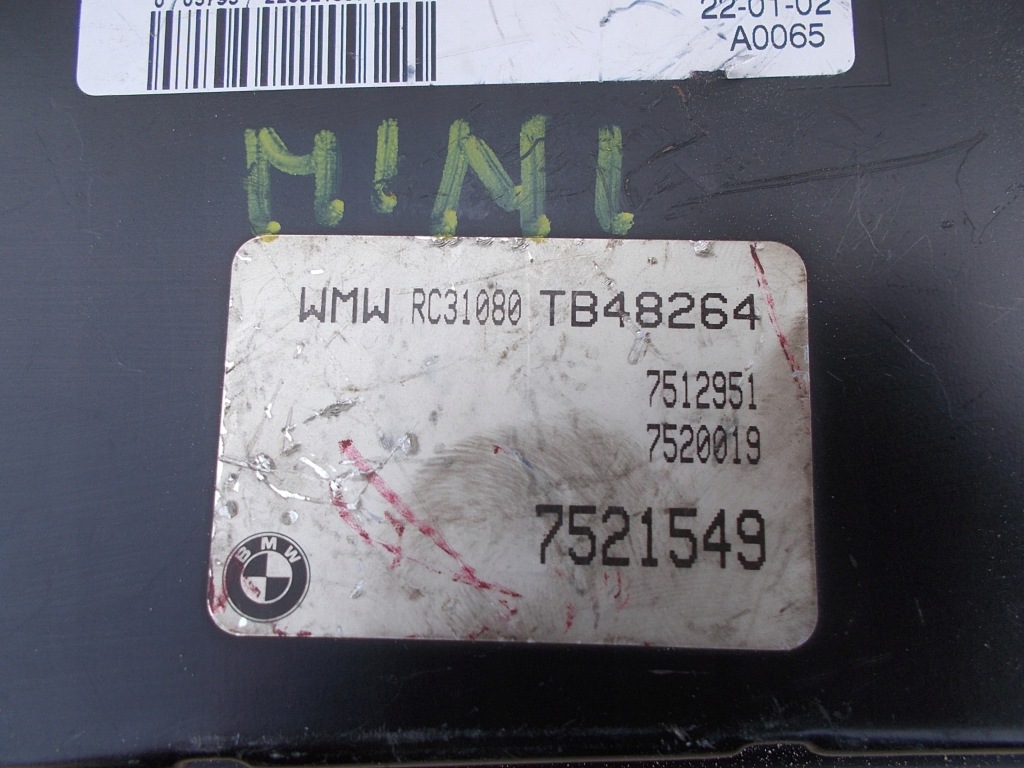 22-01-02
A0065
MINI
WMW RC31080 TB48264
7512951
7520019
7521549
BMW